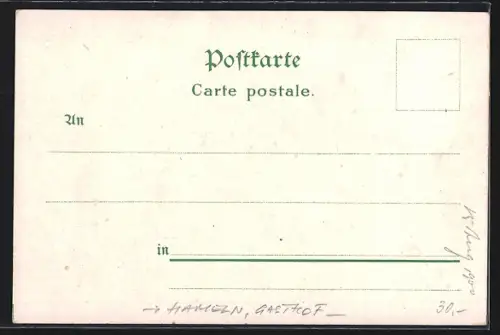 Postkarte
Carte postale.
An
in
→ HAMELN, GASTHOF –
30,-